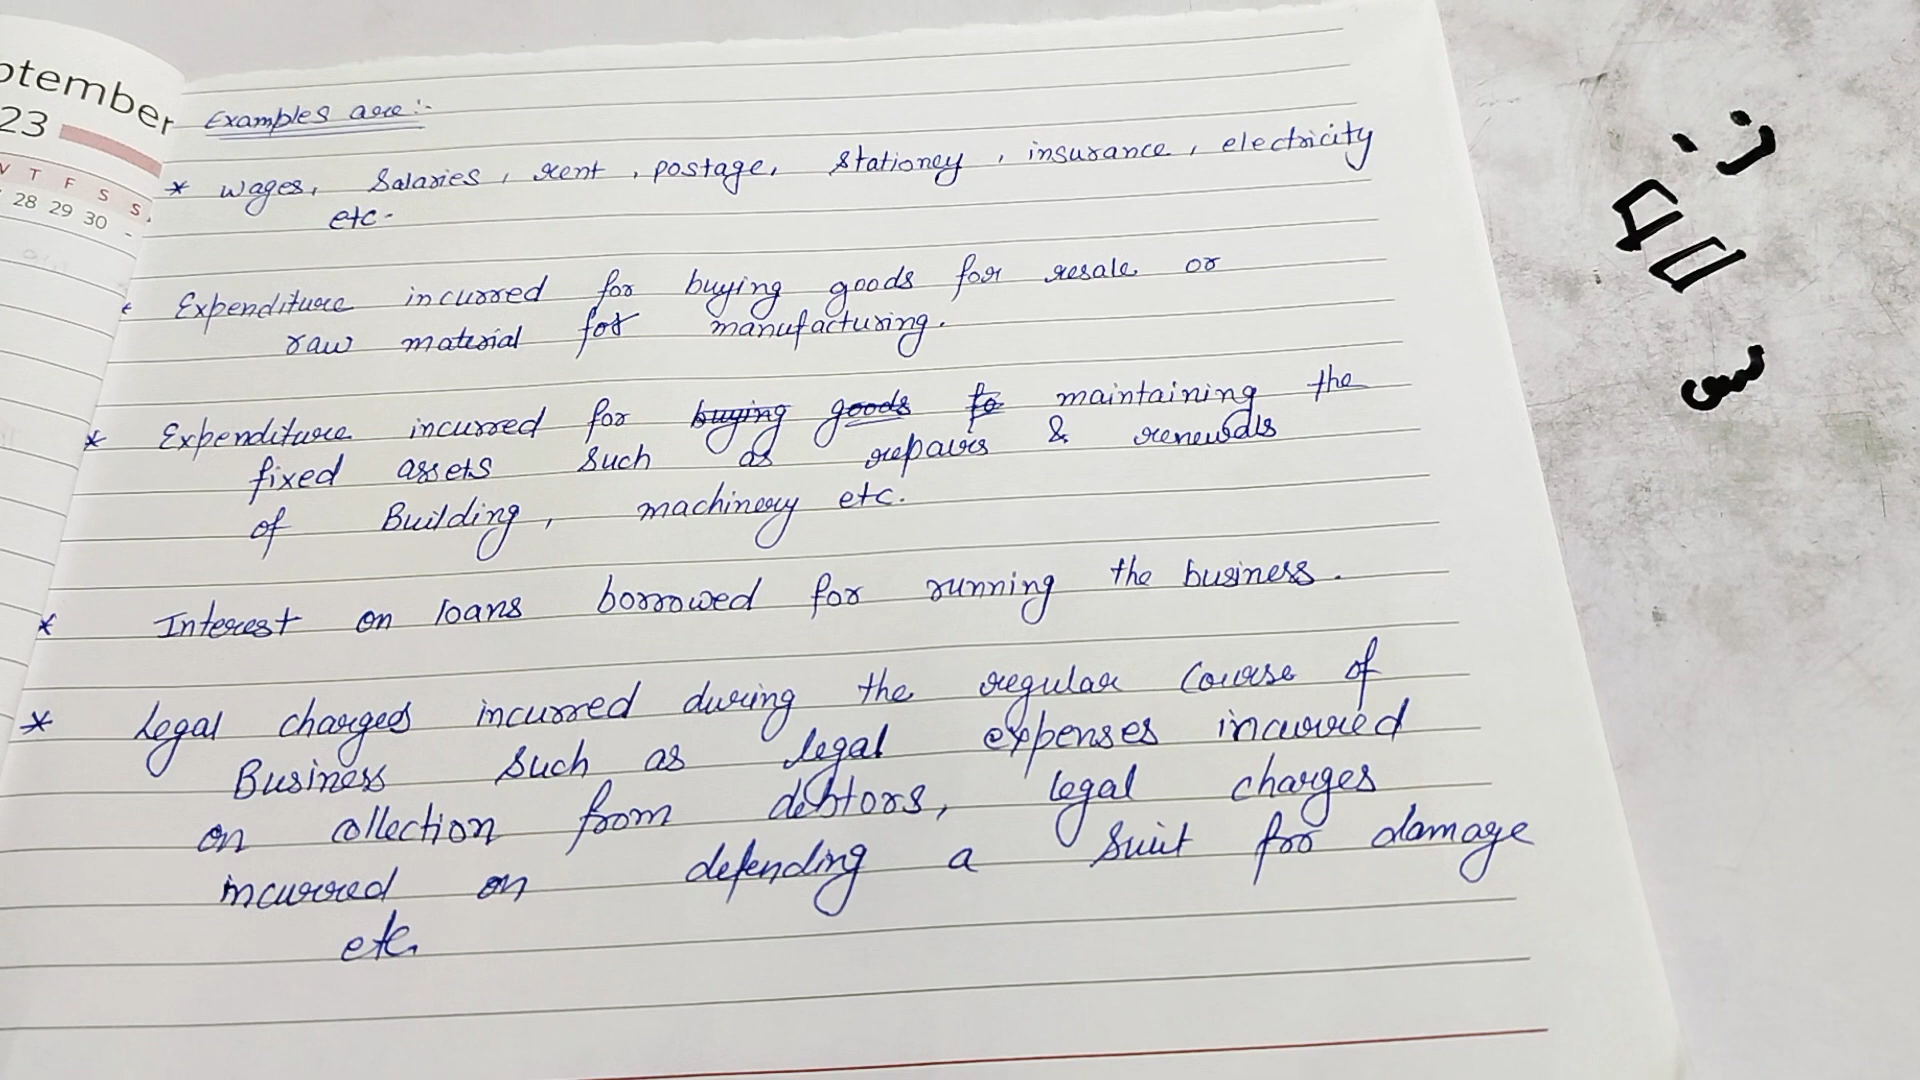 ptember
23
T F S S
28 29 30
Examples are :-
* wages, Salaries, rent, postage, Stationey, insurance, electricity
etc.
* Expenditure incurred for buying goods for resale or
raw material for manufacturing.
* Expenditure incurred for buying goods to maintaining the
fixed assets such as repairs & renewals
of Building, machinery etc.
* Interest on loans borrowed for running the business.
* Legal charges incurred during the regular Course of
Business such as legal expenses incurred
on collection from debtors, legal charges
incurred on defending a suit for damage
etc.